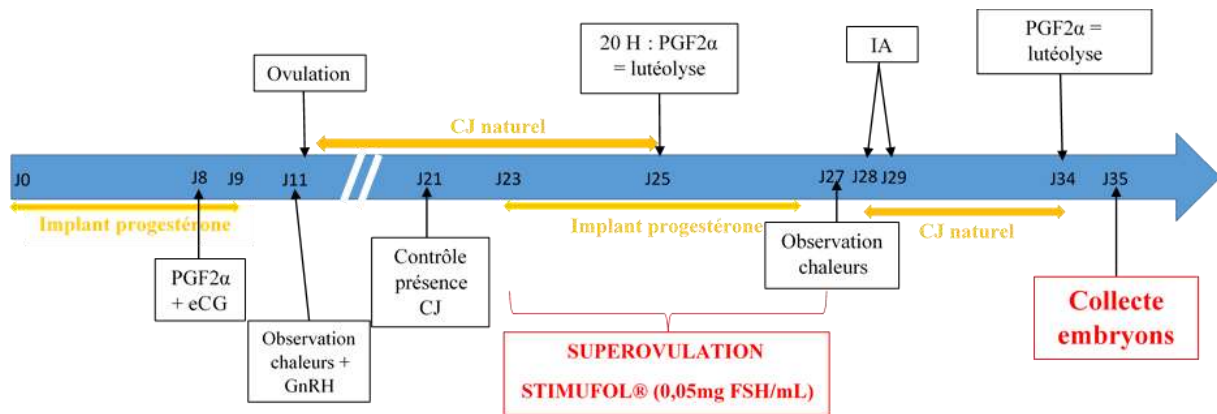 Ovulation
20 H : PGF2α
= lutéolyse
IA
PGF2α =
lutéolyse
CJ naturel
J0
J8
J9
J11
J21
J23
J25
J27
J28
J29
J34
J35
Implant progestérone
Implant progestérone
CJ naturel
PGF2α
+ eCG
Observation
chaleurs +
GnRH
Contrôle
présence
CJ
Observation
chaleurs
SUPEROVULATION
STIMUFOL® (0,05mg FSH/mL)
Collecte
embryons